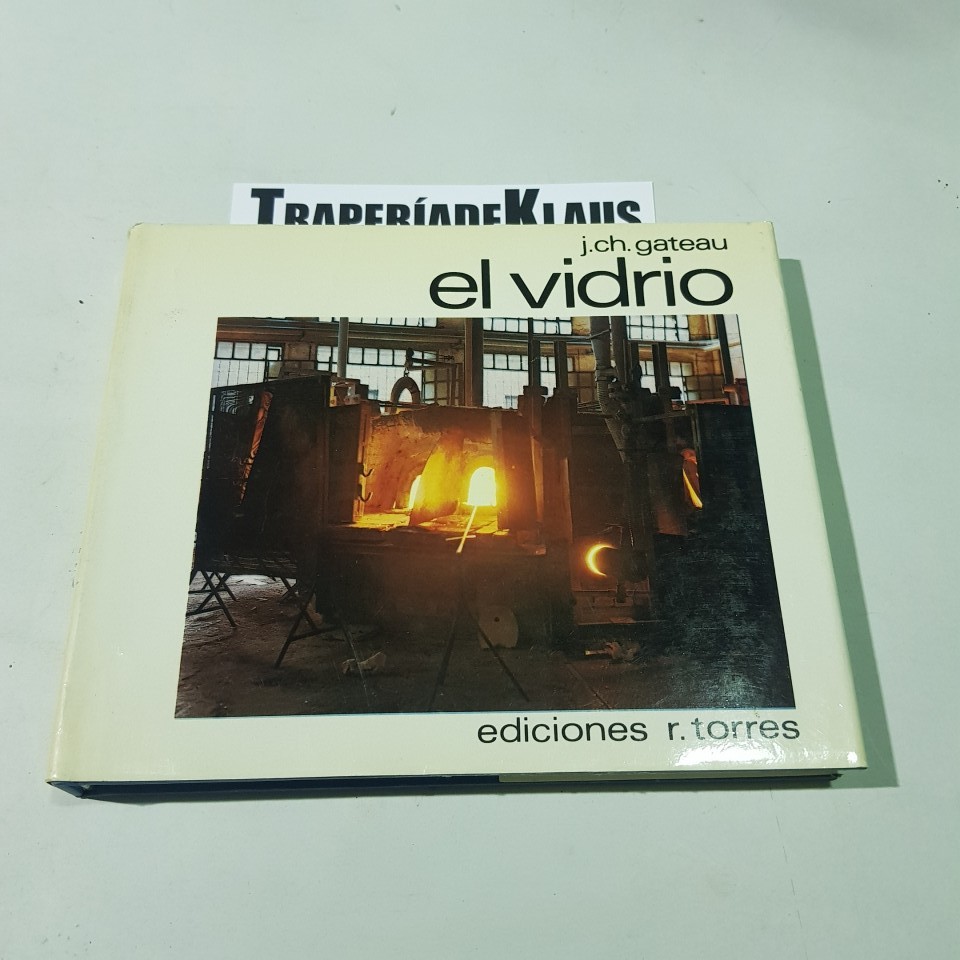 TRAPERÍADEKLAUS
j.ch. gateau
el vidrio
ediciones r. torres